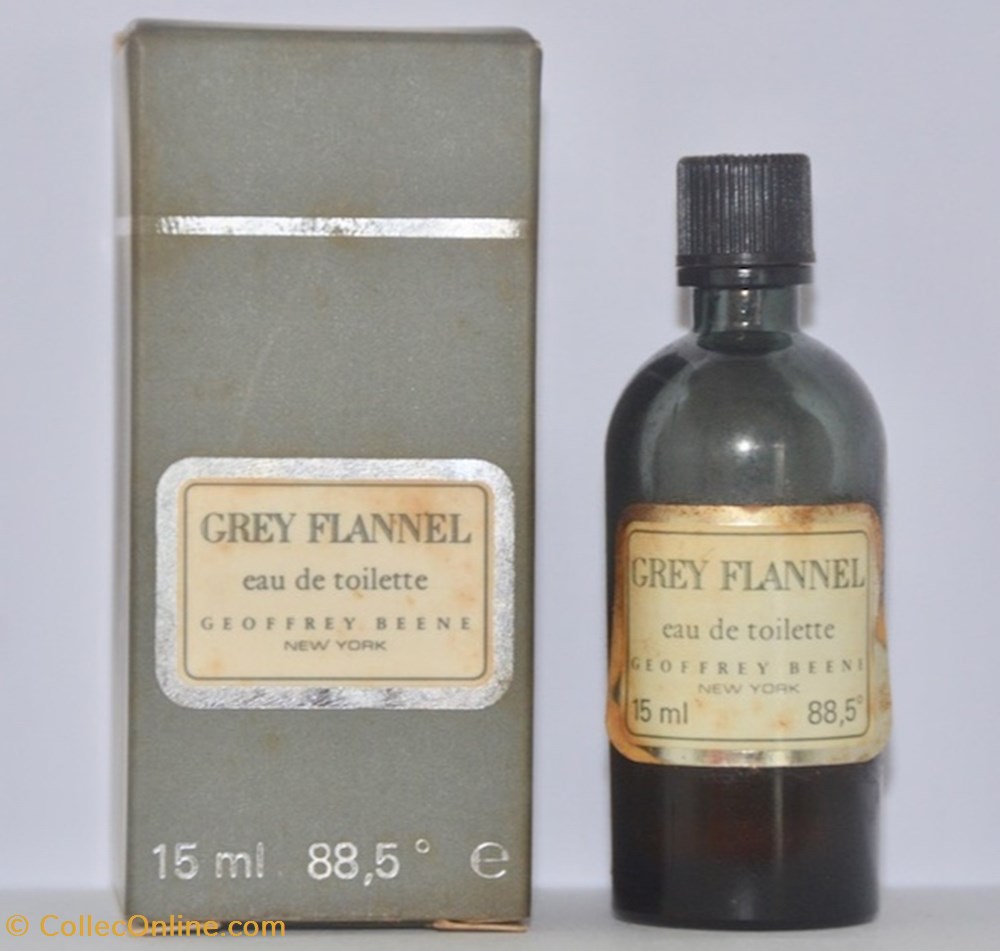 GREY FLANNEL
eau de toilette
GEOFFREY BEENE
NEW YORK
15 ml 88,5° e
GREY FLANNEL
eau de toilette
GEOFFREY BEENE
NEW YORK
15 ml 88,5°
© CollecOnline.com